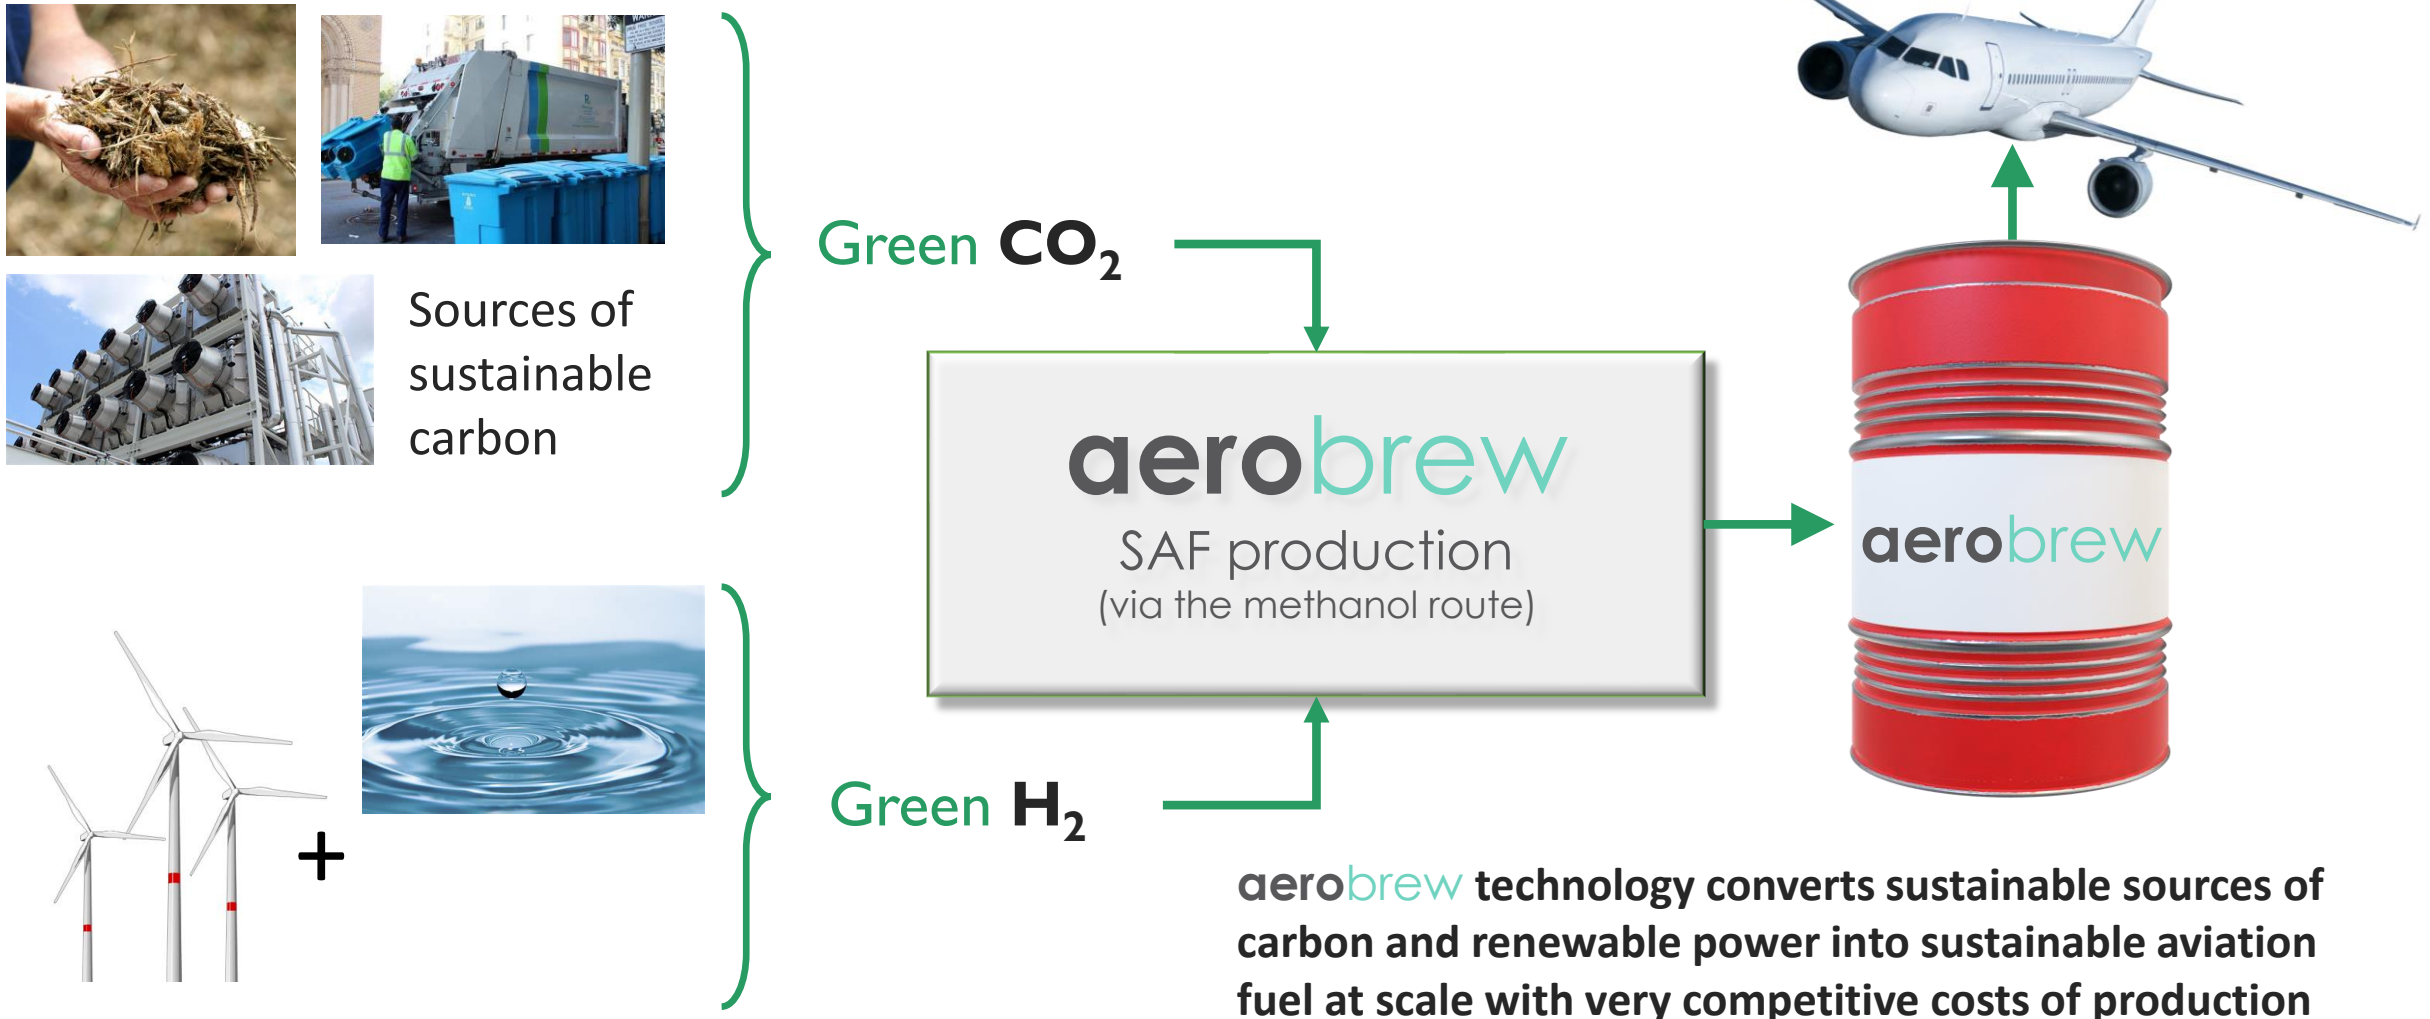 Sources of
sustainable
carbon
Green CO₂
aerobrew
SAF production
(via the methanol route)
aerobrew
Green H₂
+
aerobrew technology converts sustainable sources of
carbon and renewable power into sustainable aviation
fuel at scale with very competitive costs of production